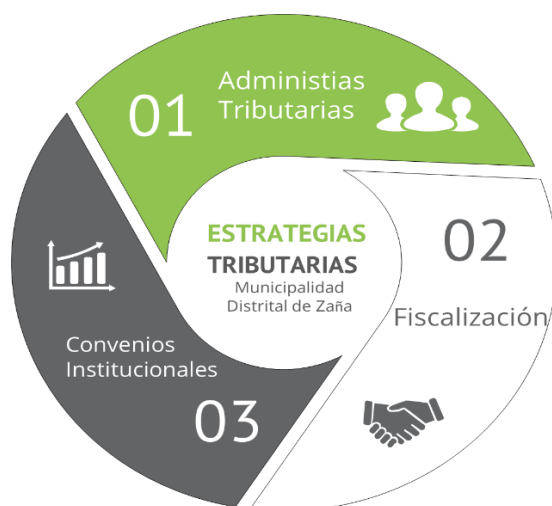 01
Administias
Tributarias
ESTRATEGIAS
TRIBUTARIAS
Municipalidad
Distrital de Zaña
02
Fiscalización
Convenios
Institucionales
03